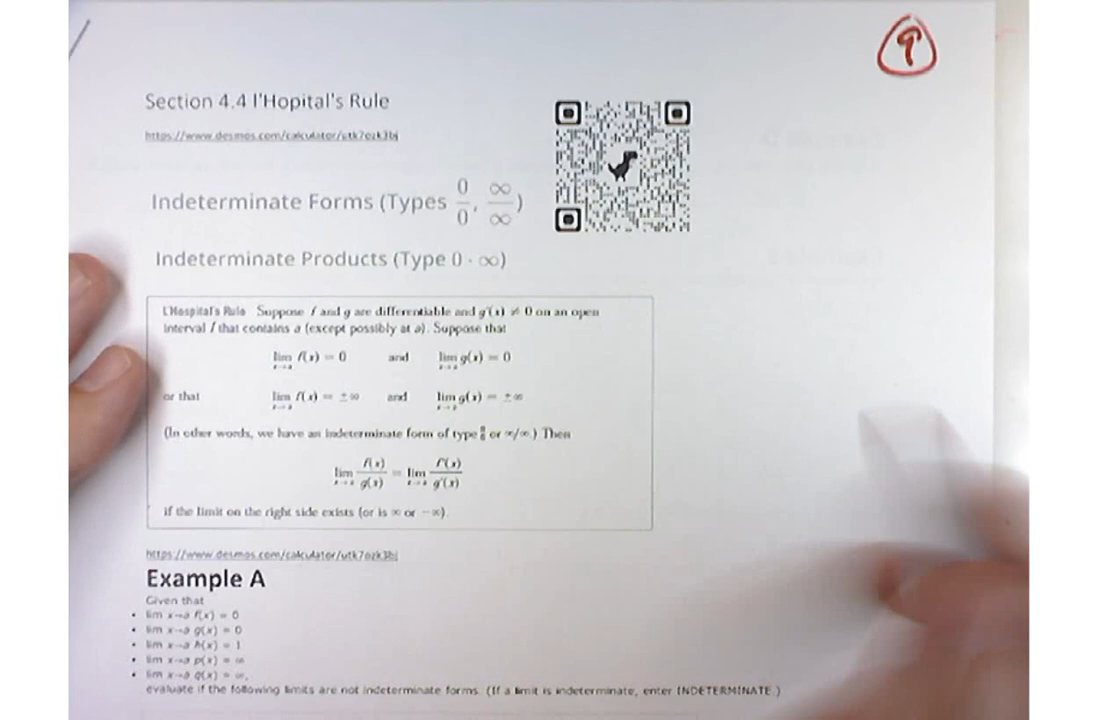 9
Section 4.4 l'Hopital's Rule
https://www.desmos.com/calculator/utk7ozk3bj
Indeterminate Forms (Types 0/0, ∞/∞)
Indeterminate Products (Type 0 · ∞)
L'Hospital's Rule Suppose f and g are differentiable and g'(x) ≠ 0 on an open
interval I that contains a (except possibly at a). Suppose that
lim x→a f(x) = 0 and lim x→a g(x) = 0
or that lim x→a f(x) = ±∞ and lim x→a g(x) = ±∞
(In other words, we have an indeterminate form of type 0/0 or ∞/∞.) Then
lim x→a f(x)/g(x) = lim x→a f'(x)/g'(x)
if the limit on the right side exists (or is ∞ or −∞).
https://www.desmos.com/calculator/utk7ozk3bj
Example A
Given that
• lim x→a f(x) = 0
• lim x→a g(x) = 0
• lim x→a h(x) = 1
• lim x→a p(x) = ∞
• lim x→a q(x) = ∞,
evaluate if the following limits are not indeterminate forms. (If a limit is indeterminate, enter INDETERMINATE.)